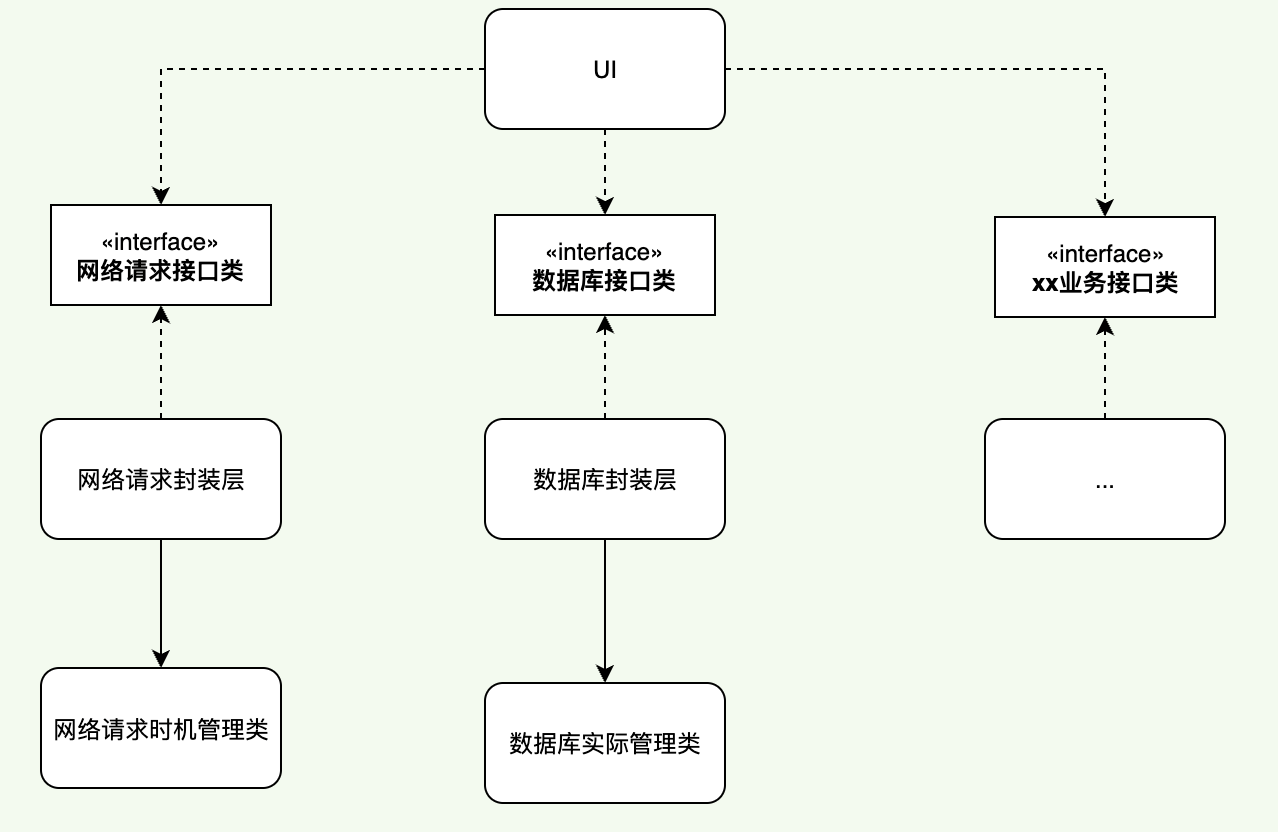 UI
«interface»
网络请求接口类
«interface»
数据库接口类
«interface»
xx业务接口类
网络请求封装层
数据库封装层
...
网络请求时机管理类
数据库实际管理类